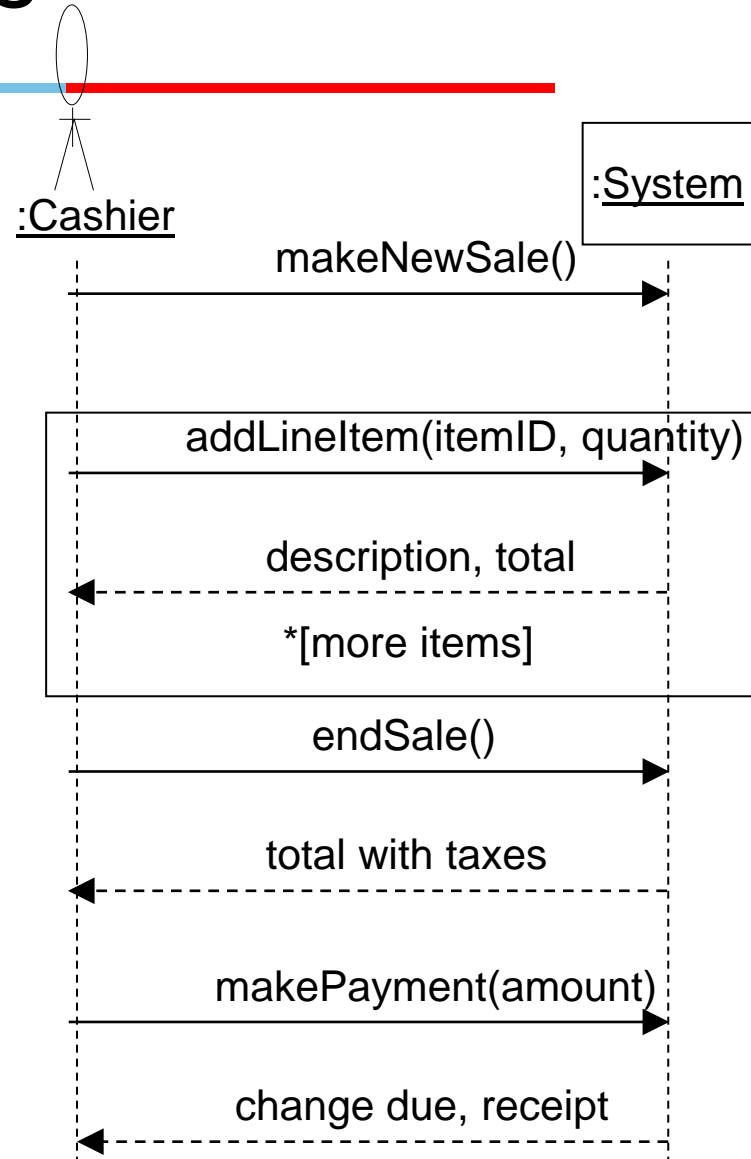 :Cashier
:System
makeNewSale()
addLineItem(itemID, quantity)
description, total
*[more items]
endSale()
total with taxes
makePayment(amount)
change due, receipt